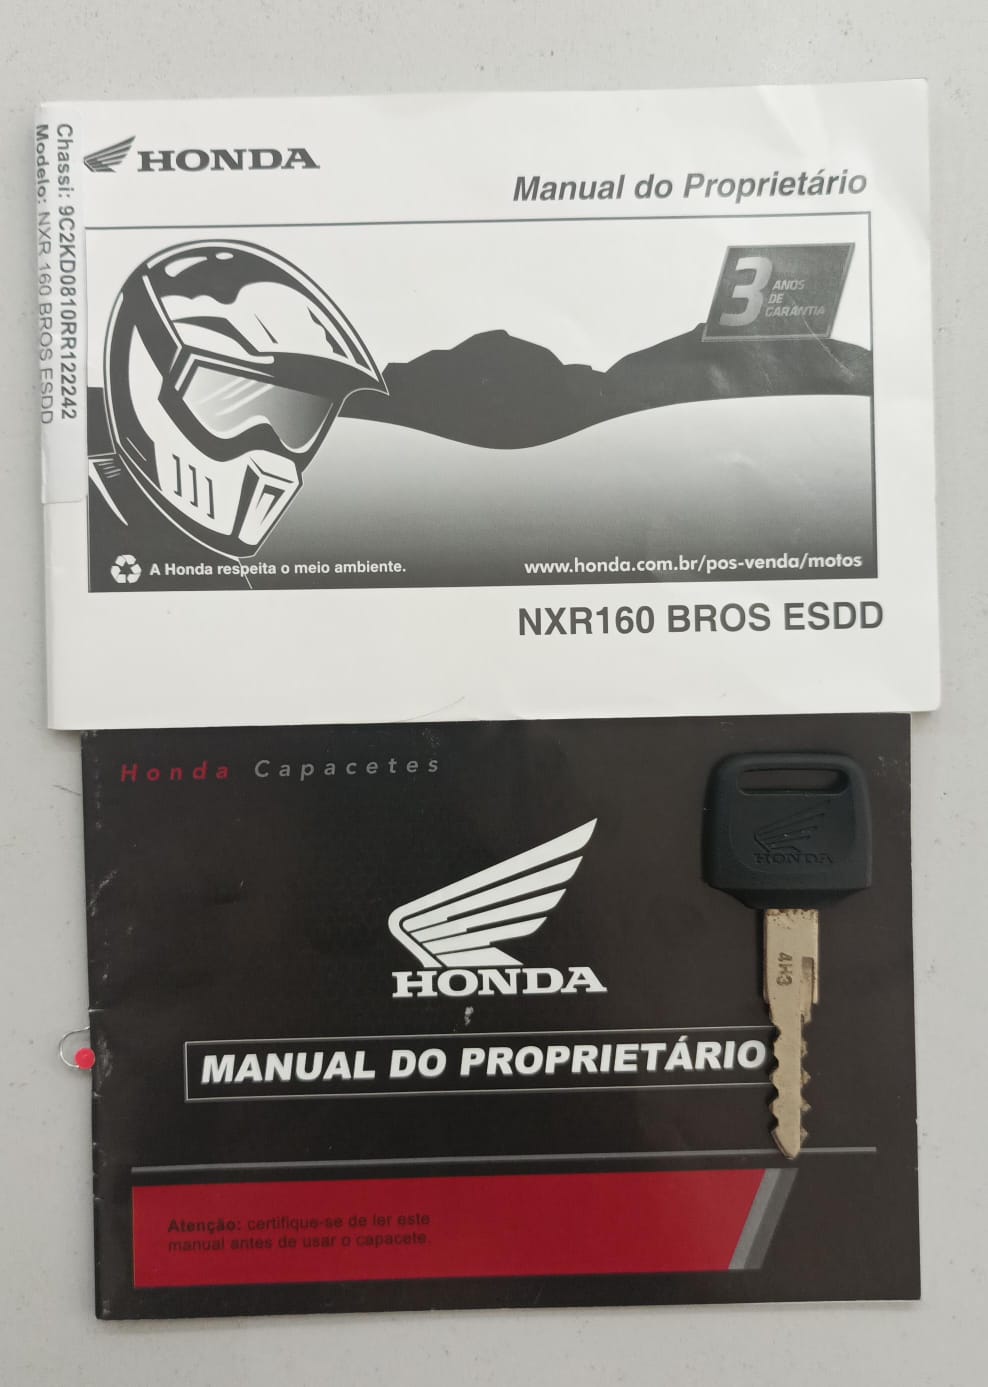 Chassi: 9C2KD0810RR122242
Modelo: NXR 160 BROS ESDD
HONDA
Manual do Proprietário
3 ANOS
DE
GARANTIA
A Honda respeita o meio ambiente.
www.honda.com.br/pos-venda/motos
NXR160 BROS ESDD
Honda Capacetes
HONDA
HONDA
4H3
MANUAL DO PROPRIETÁRIO
Atenção: certifique-se de ler este
manual antes de usar o capacete.